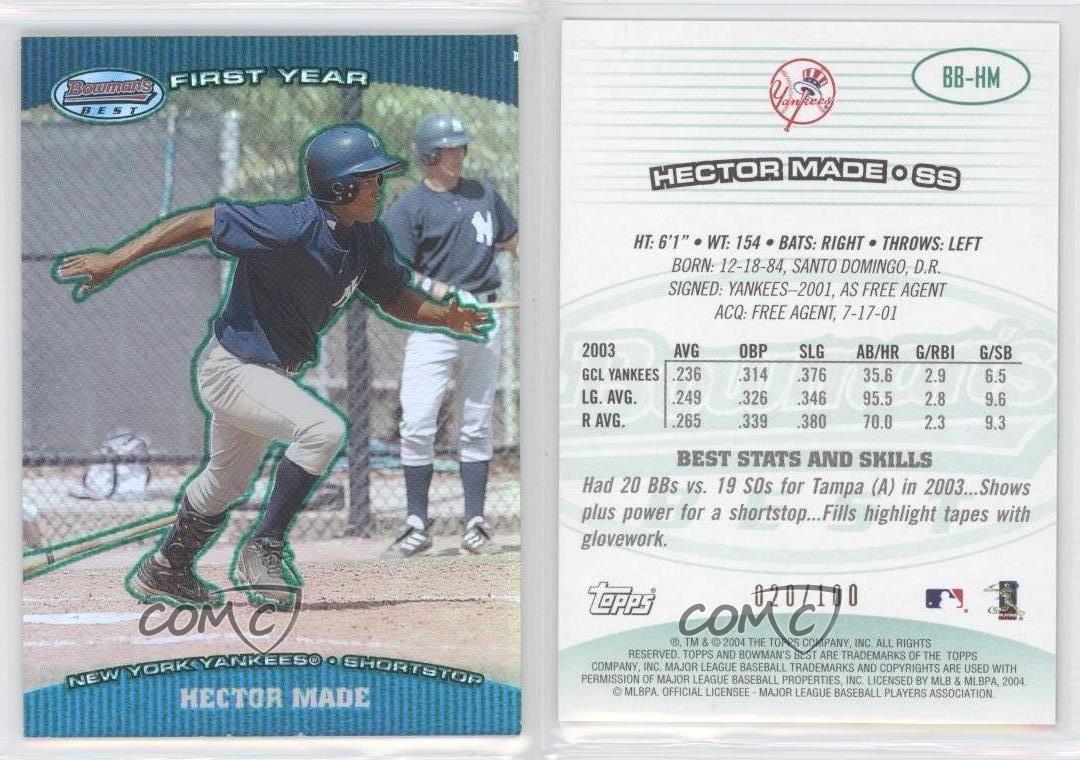 Bowman's
BEST
FIRST YEAR
NEW YORK YANKEES® • SHORTSTOP
HECTOR MADE
COMC
Yankees
BB-HM
HECTOR MADE • SS
HT: 6'1" • WT: 154 • BATS: RIGHT • THROWS: LEFT
BORN: 12-18-84, SANTO DOMINGO, D.R.
SIGNED: YANKEES–2001, AS FREE AGENT
ACQ: FREE AGENT, 7-17-01
2003 AVG OBP SLG AB/HR G/RBI G/SB
GCL YANKEES .236 .314 .376 35.6 2.9 6.5
LG. AVG. .249 .326 .346 95.5 2.8 9.6
R AVG. .265 .339 .380 70.0 2.3 9.3
BEST STATS AND SKILLS
Had 20 BBs vs. 19 SOs for Tampa (A) in 2003...Shows
plus power for a shortstop...Fills highlight tapes with
glovework.
Topps 020/100
COMC
®, TM & © 2004 THE TOPPS COMPANY, INC. ALL RIGHTS
RESERVED. TOPPS AND BOWMAN'S BEST ARE TRADEMARKS OF THE TOPPS
COMPANY, INC. MAJOR LEAGUE BASEBALL TRADEMARKS AND COPYRIGHTS ARE USED WITH
PERMISSION OF MAJOR LEAGUE BASEBALL PROPERTIES, INC. LICENSED BY MLB & MLBPA, 2004.
© MLBPA. OFFICIAL LICENSEE - MAJOR LEAGUE BASEBALL PLAYERS ASSOCIATION.